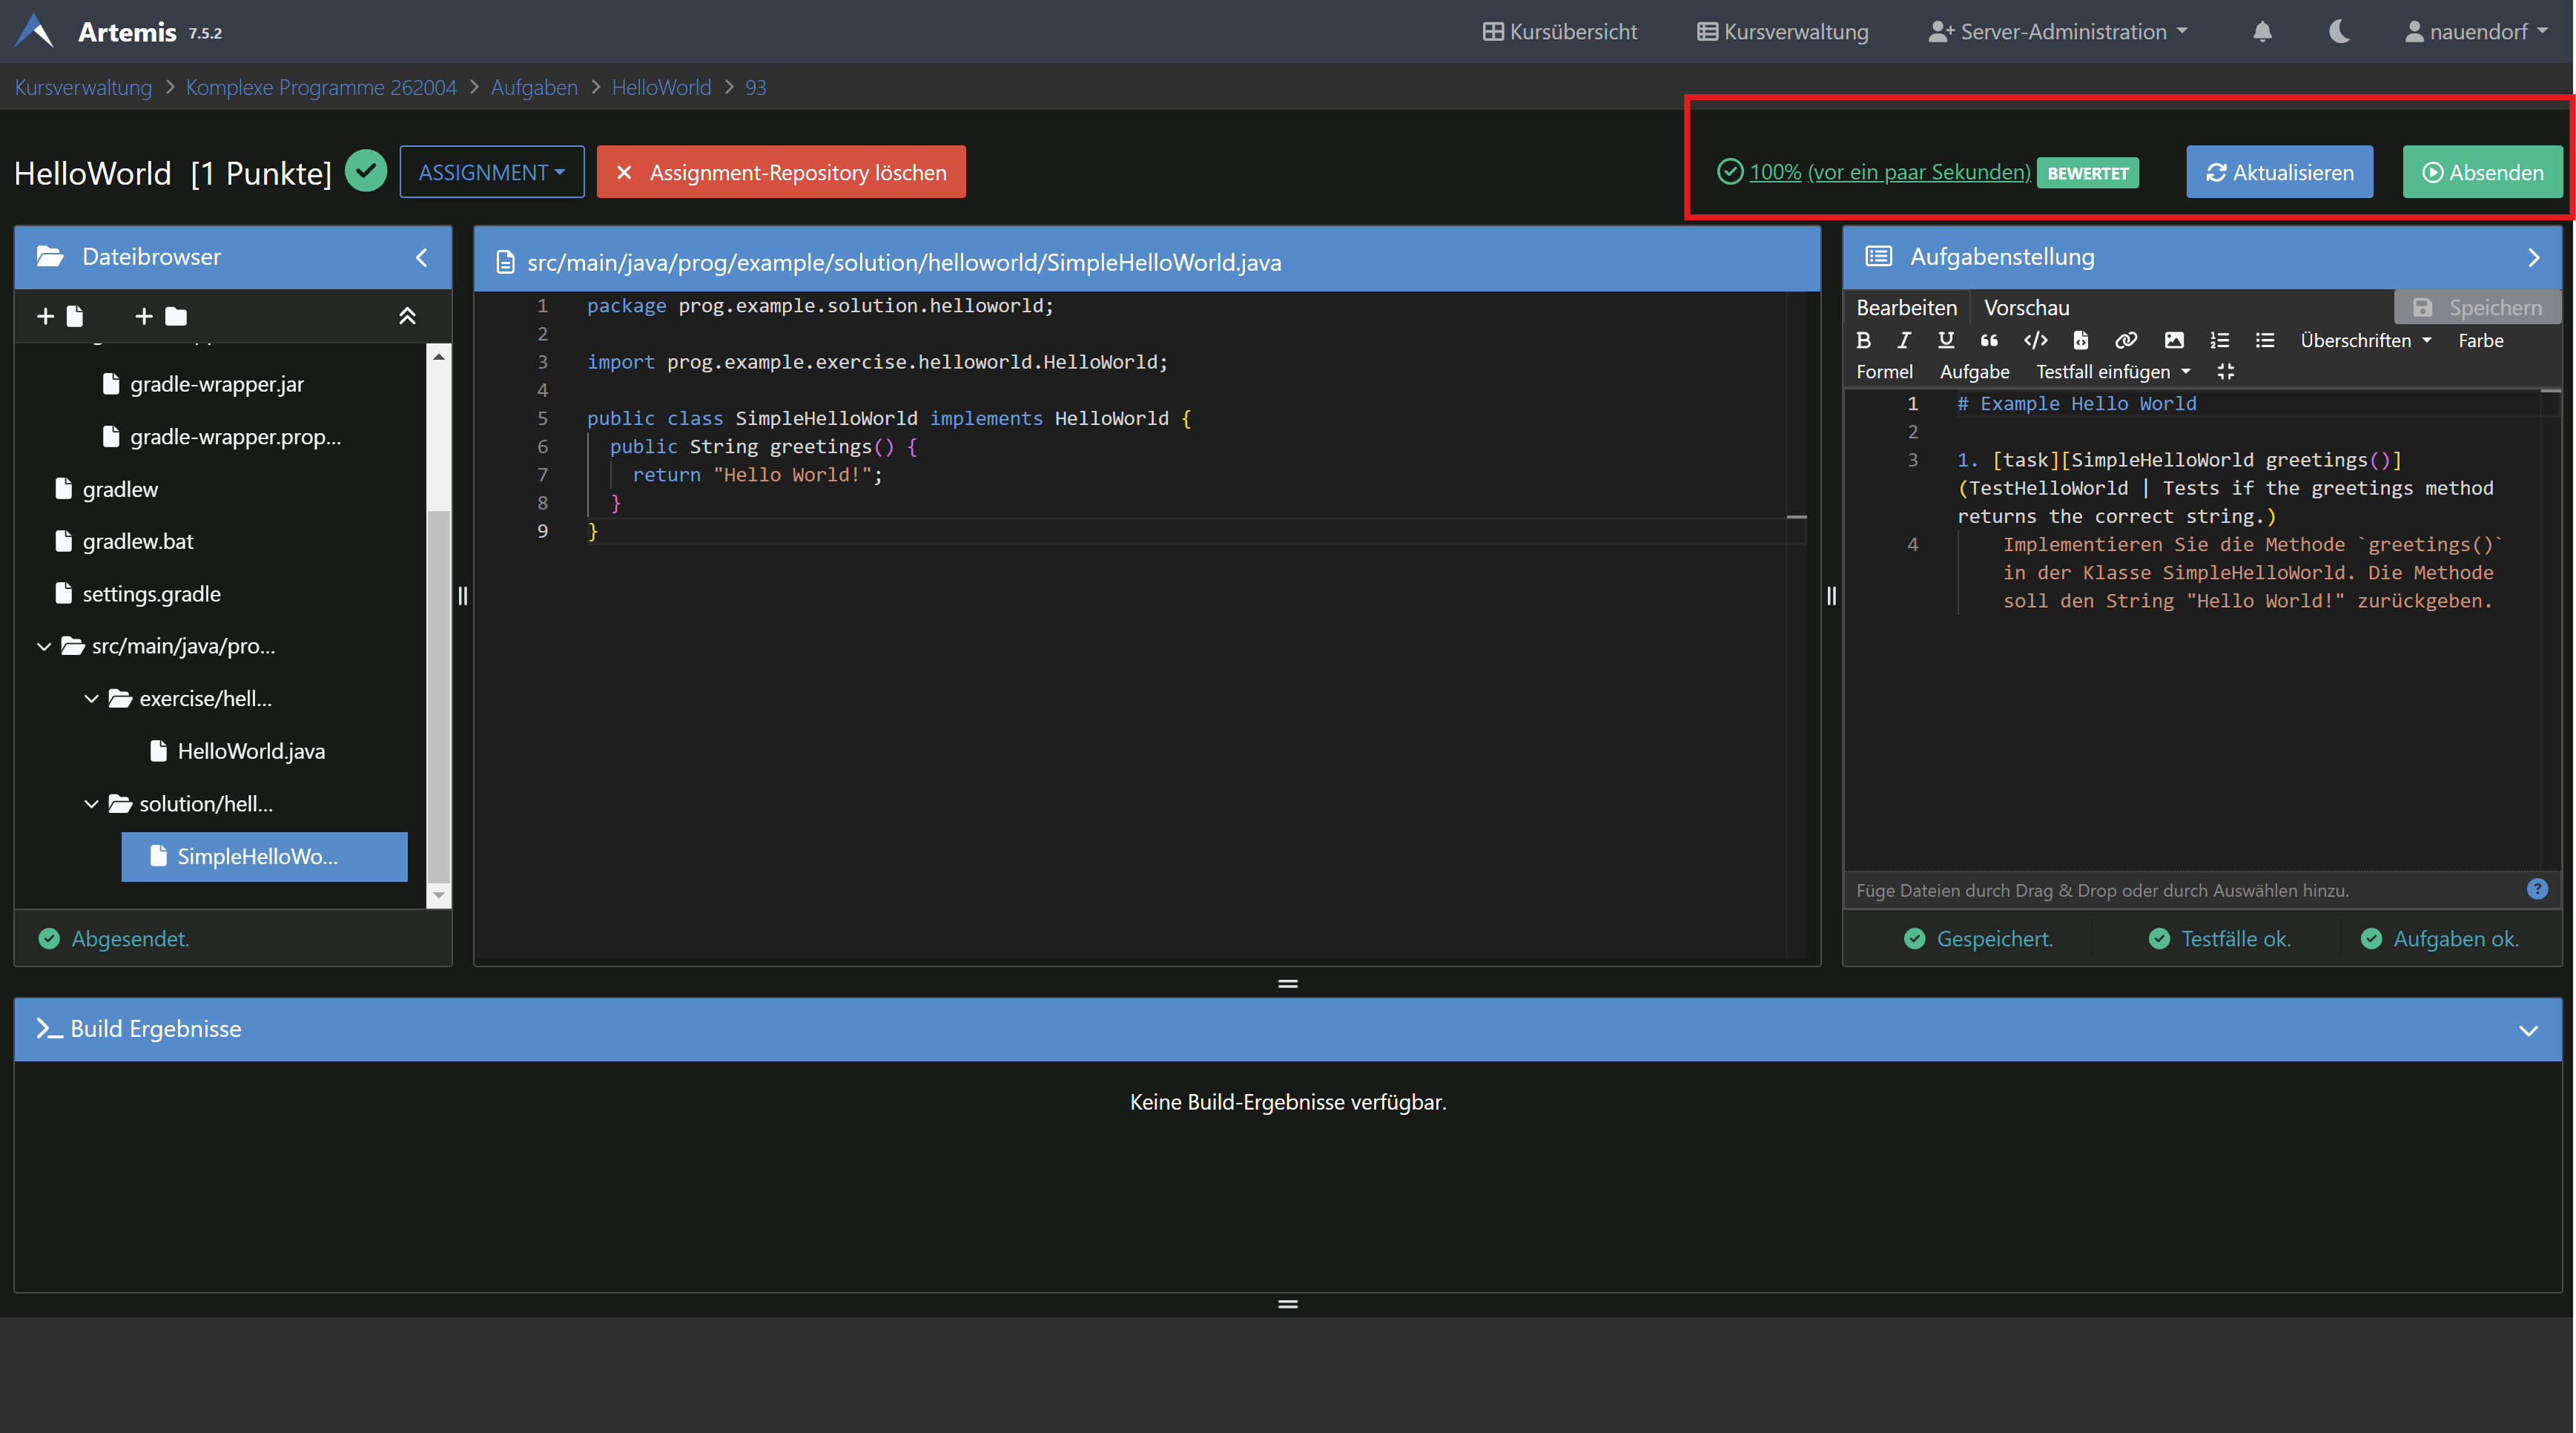 Artemis 7.5.2
Kursübersicht
Kursverwaltung
Server-Administration
nauendorf
Kursverwaltung > Komplexe Programme 262004 > Aufgaben > HelloWorld > 93
HelloWorld [1 Punkte]
ASSIGNMENT
Assignment-Repository löschen
100% (vor ein paar Sekunden) BEWERTET
Aktualisieren
Absenden
Dateibrowser
gradle-wrapper.jar
gradle-wrapper.prop...
gradlew
gradlew.bat
settings.gradle
src/main/java/pro...
exercise/hell...
HelloWorld.java
solution/hell...
SimpleHelloWo...
Abgesendet.
src/main/java/prog/example/solution/helloworld/SimpleHelloWorld.java
1 package prog.example.solution.helloworld;
2
3 import prog.example.exercise.helloworld.HelloWorld;
4
5 public class SimpleHelloWorld implements HelloWorld {
6 public String greetings() {
7 return "Hello World!";
8 }
9 }
Aufgabenstellung
Bearbeiten Vorschau Speichern
Überschriften Farbe
Formel Aufgabe Testfall einfügen
1 # Example Hello World
2
3 1. [task][SimpleHelloWorld greetings()]
(TestHelloWorld | Tests if the greetings method
returns the correct string.)
4 Implementieren Sie die Methode `greetings()`
in der Klasse SimpleHelloWorld. Die Methode
soll den String "Hello World!" zurückgeben.
Füge Dateien durch Drag & Drop oder durch Auswählen hinzu.
Gespeichert. Testfälle ok. Aufgaben ok.
Build Ergebnisse
Keine Build-Ergebnisse verfügbar.